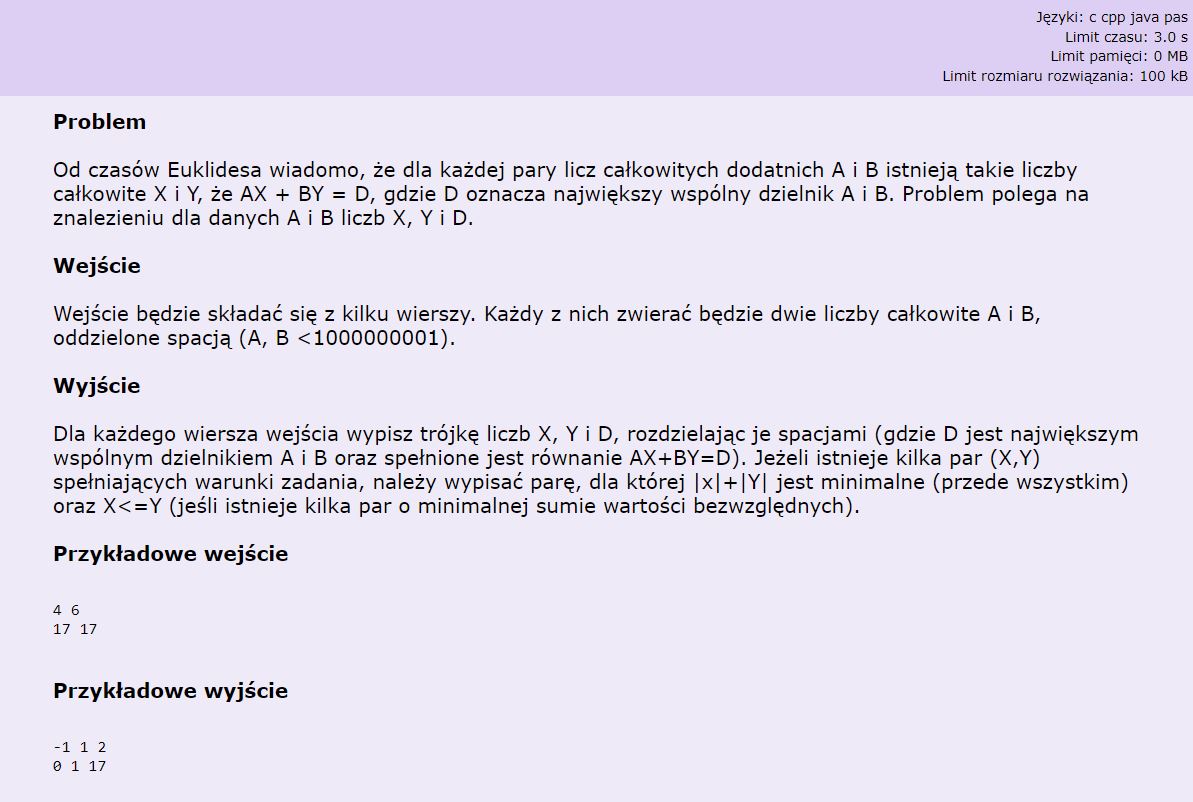 Języki: c cpp java pas
Limit czasu: 3.0 s
Limit pamięci: 0 MB
Limit rozmiaru rozwiązania: 100 kB
Problem
Od czasów Euklidesa wiadomo, że dla każdej pary licz całkowitych dodatnich A i B istnieją takie liczby
całkowite X i Y, że AX + BY = D, gdzie D oznacza największy wspólny dzielnik A i B. Problem polega na
znalezieniu dla danych A i B liczb X, Y i D.
Wejście
Wejście będzie składać się z kilku wierszy. Każdy z nich zwierać będzie dwie liczby całkowite A i B,
oddzielone spacją (A, B <1000000001).
Wyjście
Dla każdego wiersza wejścia wypisz trójkę liczb X, Y i D, rozdzielając je spacjami (gdzie D jest największym
wspólnym dzielnikiem A i B oraz spełnione jest równanie AX+BY=D). Jeżeli istnieje kilka par (X,Y)
spełniających warunki zadania, należy wypisać parę, dla której |x|+|Y| jest minimalne (przede wszystkim)
oraz X<=Y (jeśli istnieje kilka par o minimalnej sumie wartości bezwzględnych).
Przykładowe wejście
4 6
17 17
Przykładowe wyjście
-1 1 2
0 1 17